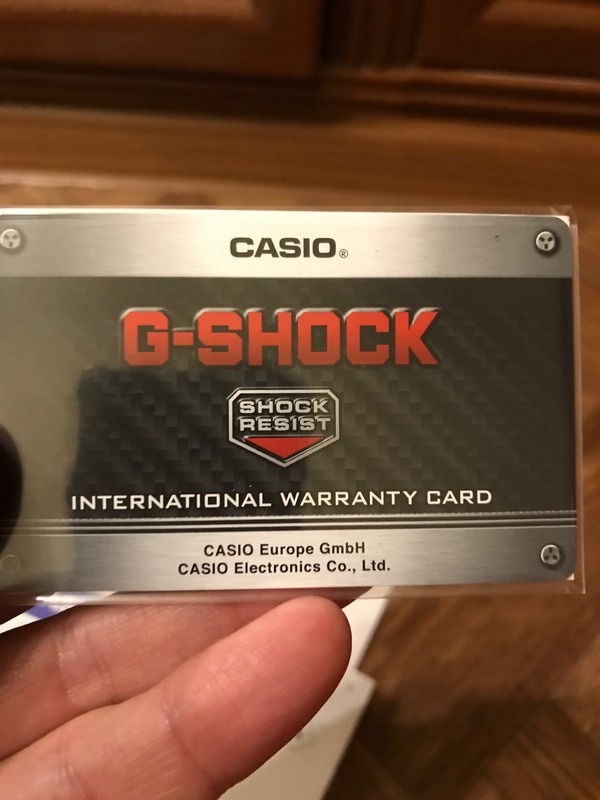 CASIO®
G-SHOCK
SHOCK
RESIST
INTERNATIONAL WARRANTY CARD
CASIO Europe GmbH
CASIO Electronics Co., Ltd.